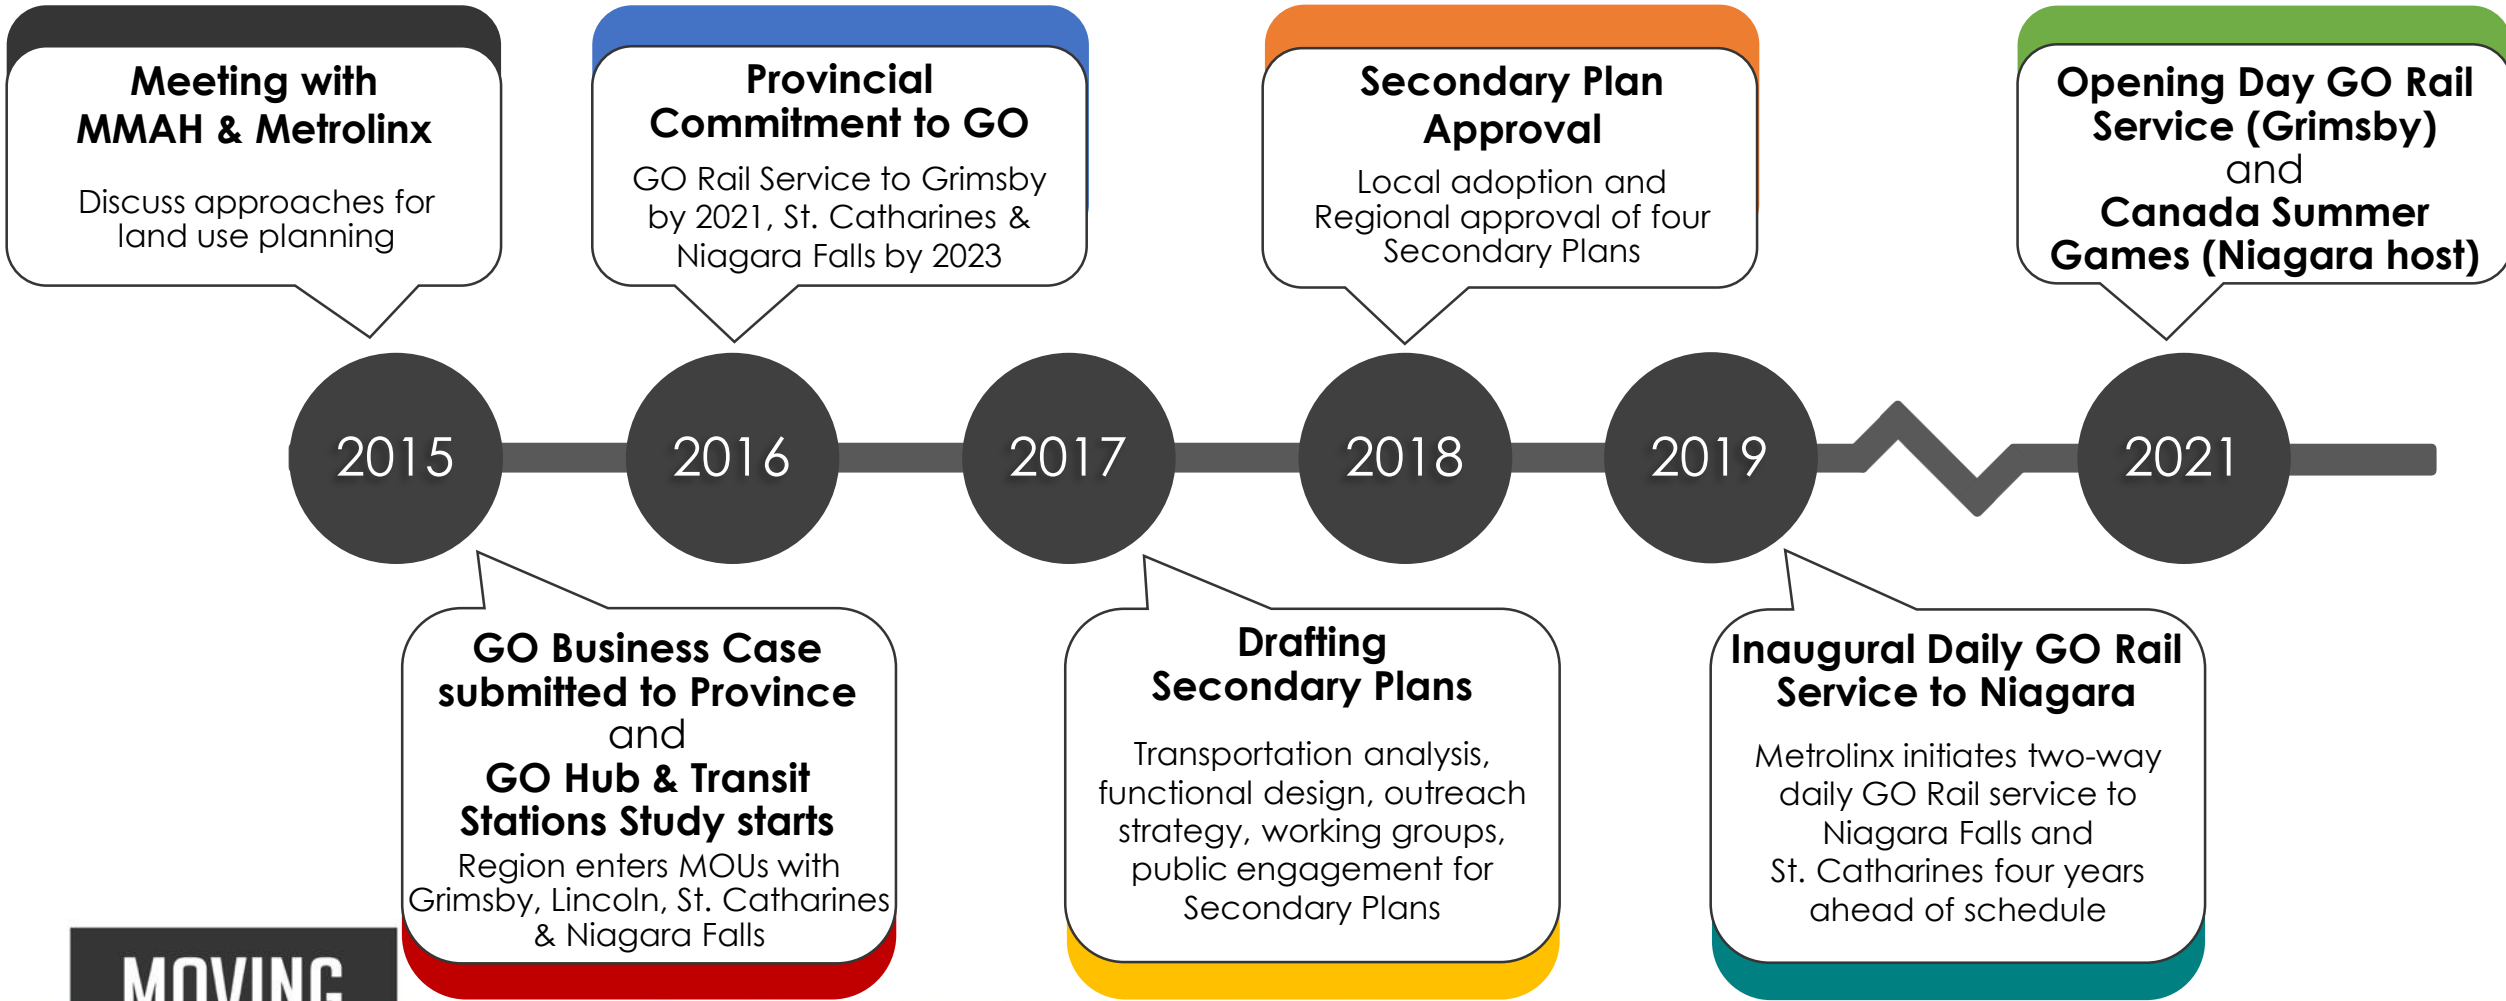 Meeting with
MMAH & Metrolinx
Discuss approaches for
land use planning
Provincial
Commitment to GO
GO Rail Service to Grimsby
by 2021, St. Catharines &
Niagara Falls by 2023
Secondary Plan
Approval
Local adoption and
Regional approval of four
Secondary Plans
Opening Day GO Rail
Service (Grimsby)
and
Canada Summer
Games (Niagara host)
2015
2016
2017
2018
2019
2021
GO Business Case
submitted to Province
and
GO Hub & Transit
Stations Study starts
Region enters MOUs with
Grimsby, Lincoln, St. Catharines
& Niagara Falls
Drafting
Secondary Plans
Transportation analysis,
functional design, outreach
strategy, working groups,
public engagement for
Secondary Plans
Inaugural Daily GO Rail
Service to Niagara
Metrolinx initiates two-way
daily GO Rail service to
Niagara Falls and
St. Catharines four years
ahead of schedule
MOVING